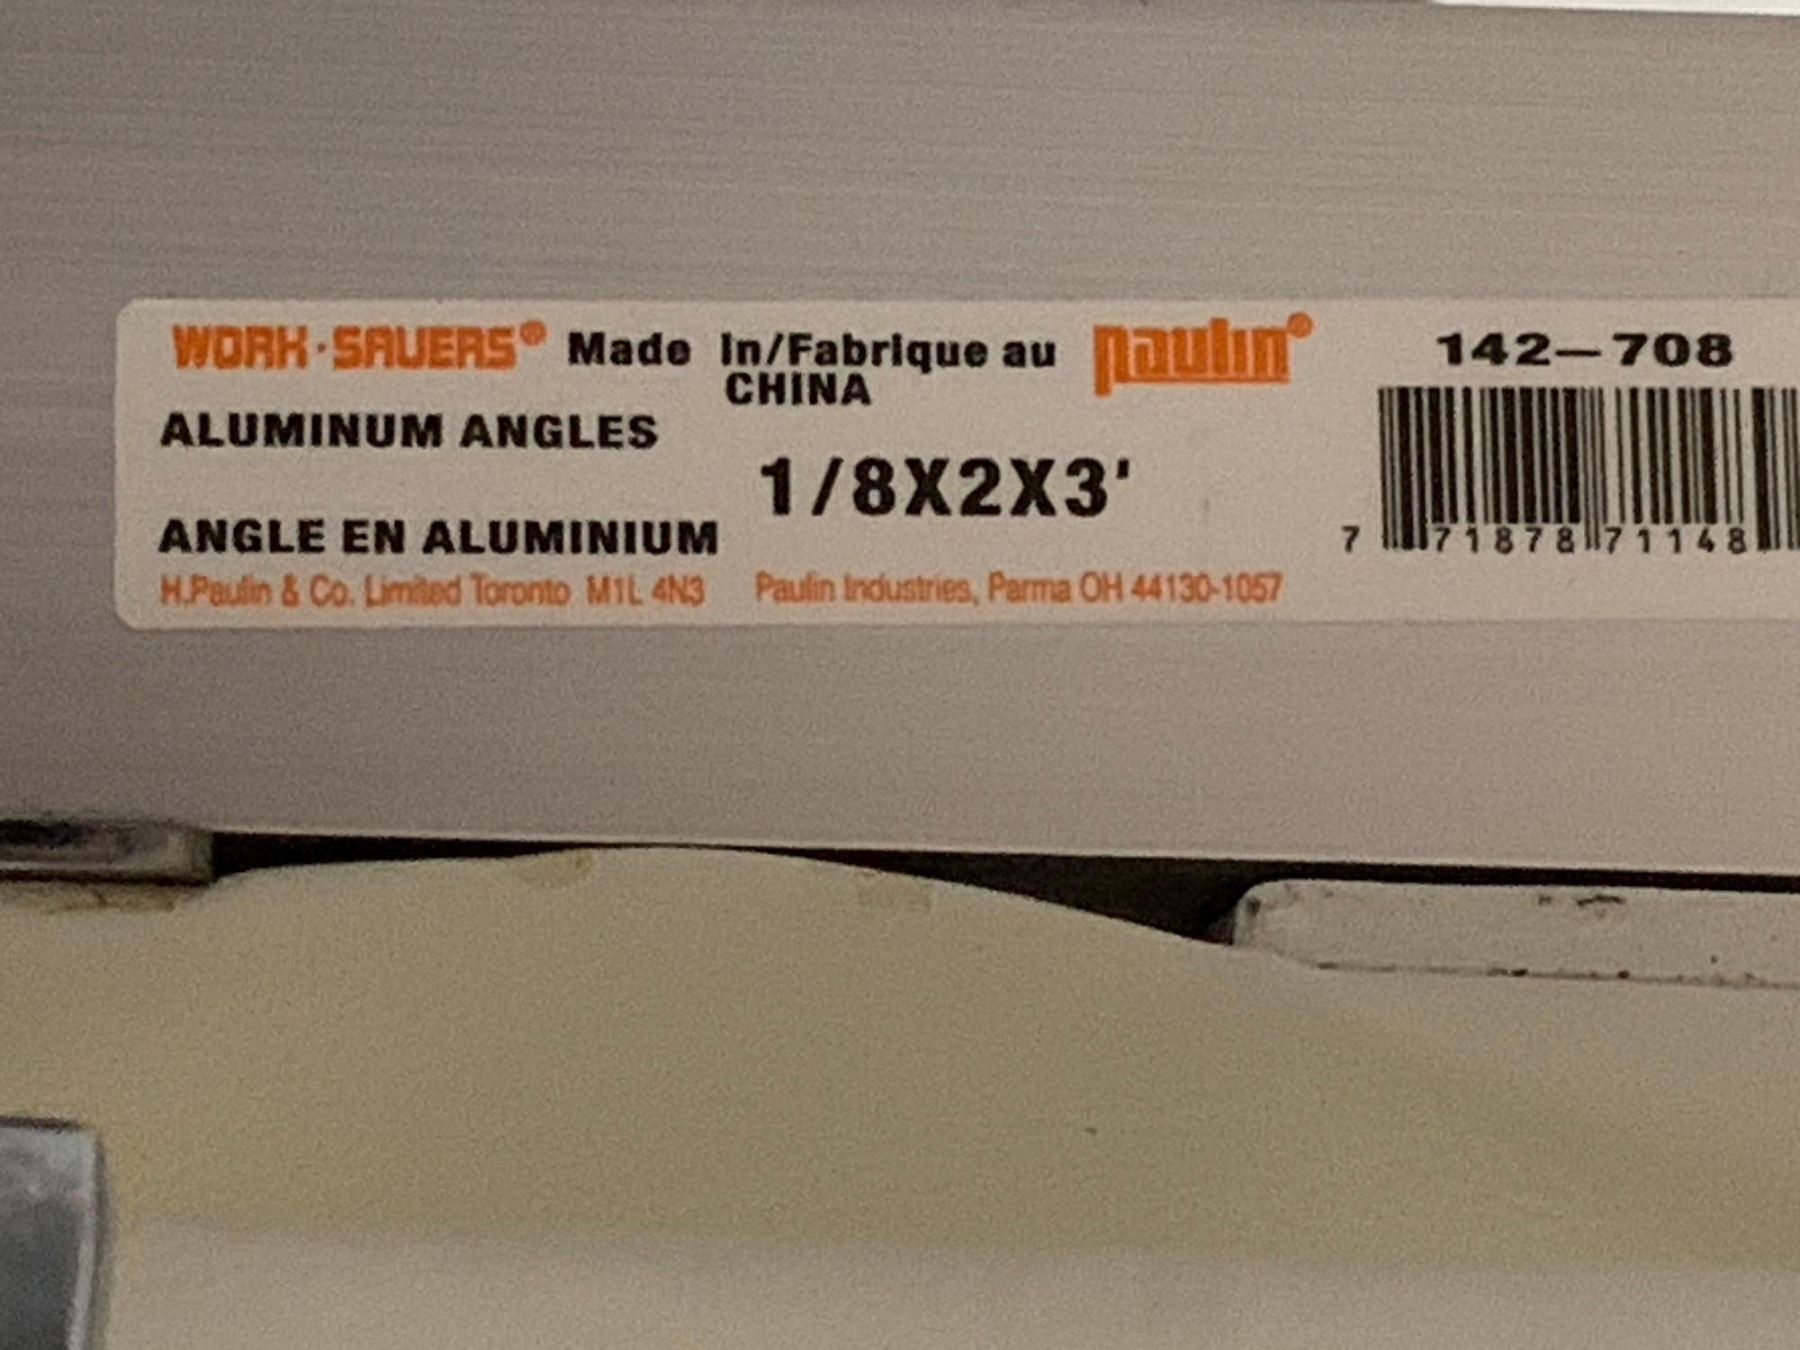 WORK·SAVERS® Made In/Fabrique au CHINA paulin® 142-708
ALUMINUM ANGLES
1/8X2X3'
ANGLE EN ALUMINIUM
7 71878 71148
H.Paulin & Co. Limited Toronto M1L 4N3 Paulin Industries, Parma OH 44130-1057